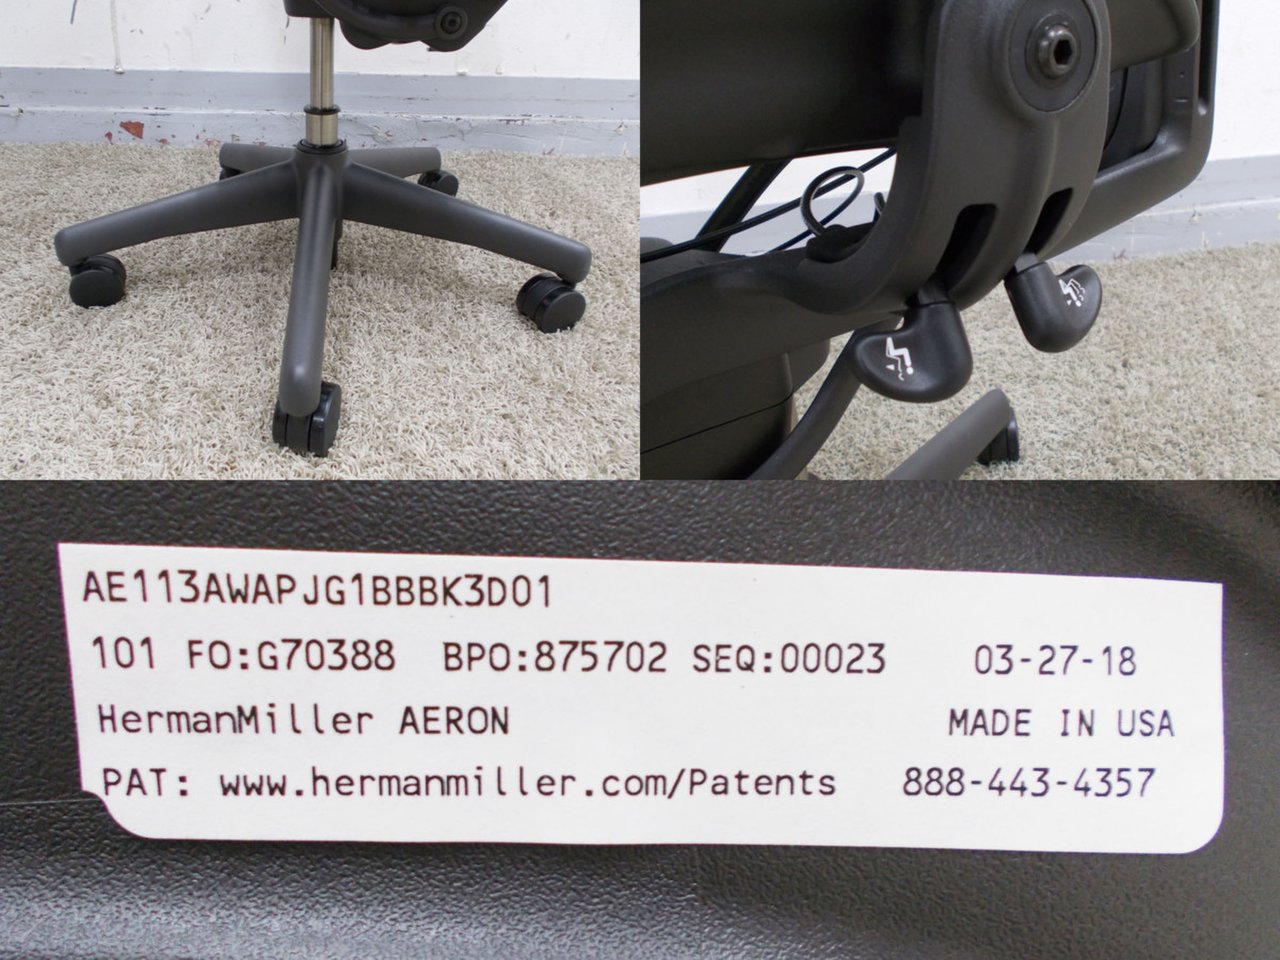 AE113AWAPJG1BBBK3D01
101 FO:G70388 BPO:875702 SEQ:00023 03-27-18
HermanMiller AERON MADE IN USA
PAT: www.hermanmiller.com/Patents 888-443-4357